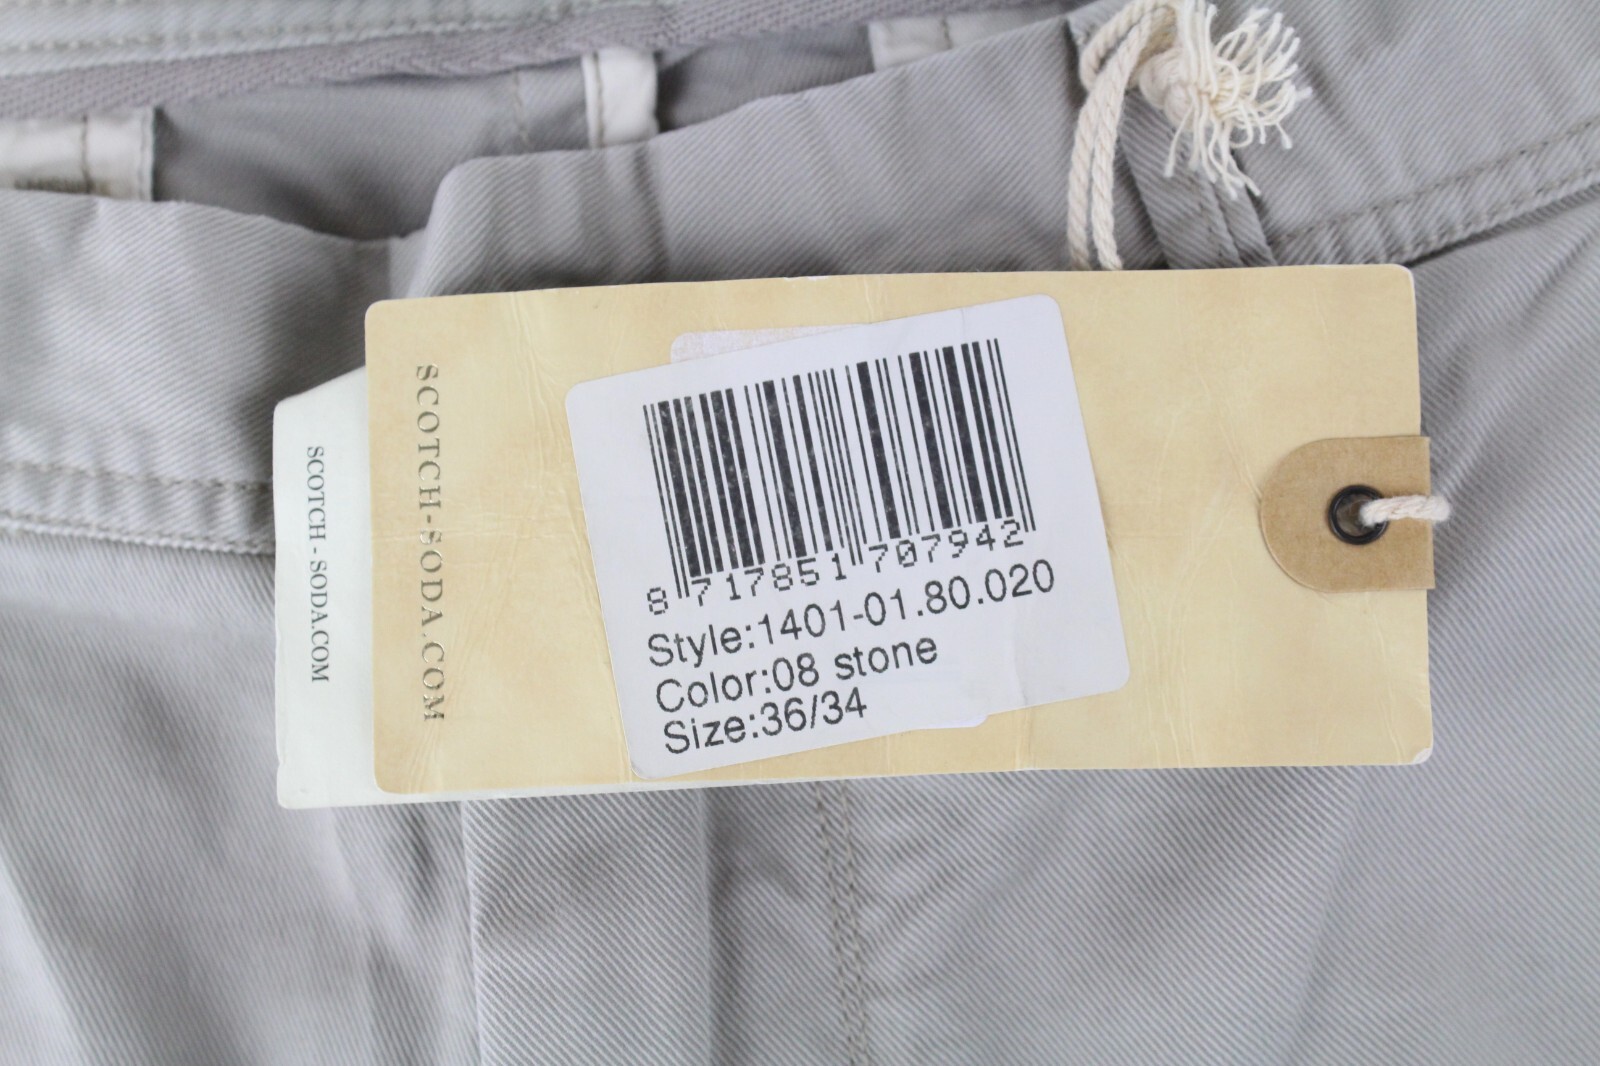 SCOTCH - SODA.COM
SCOTCH-SODA.COM
8 717851 707942
Style:1401-01.80.020
Color:08 stone
Size:36/34